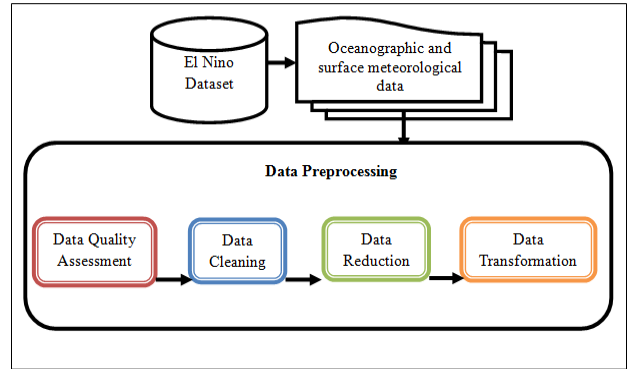 El Nino
Dataset
Oceanographic and
surface meteorological
data
Data Preprocessing
Data Quality
Assessment
Data
Cleaning
Data
Reduction
Data
Transformation